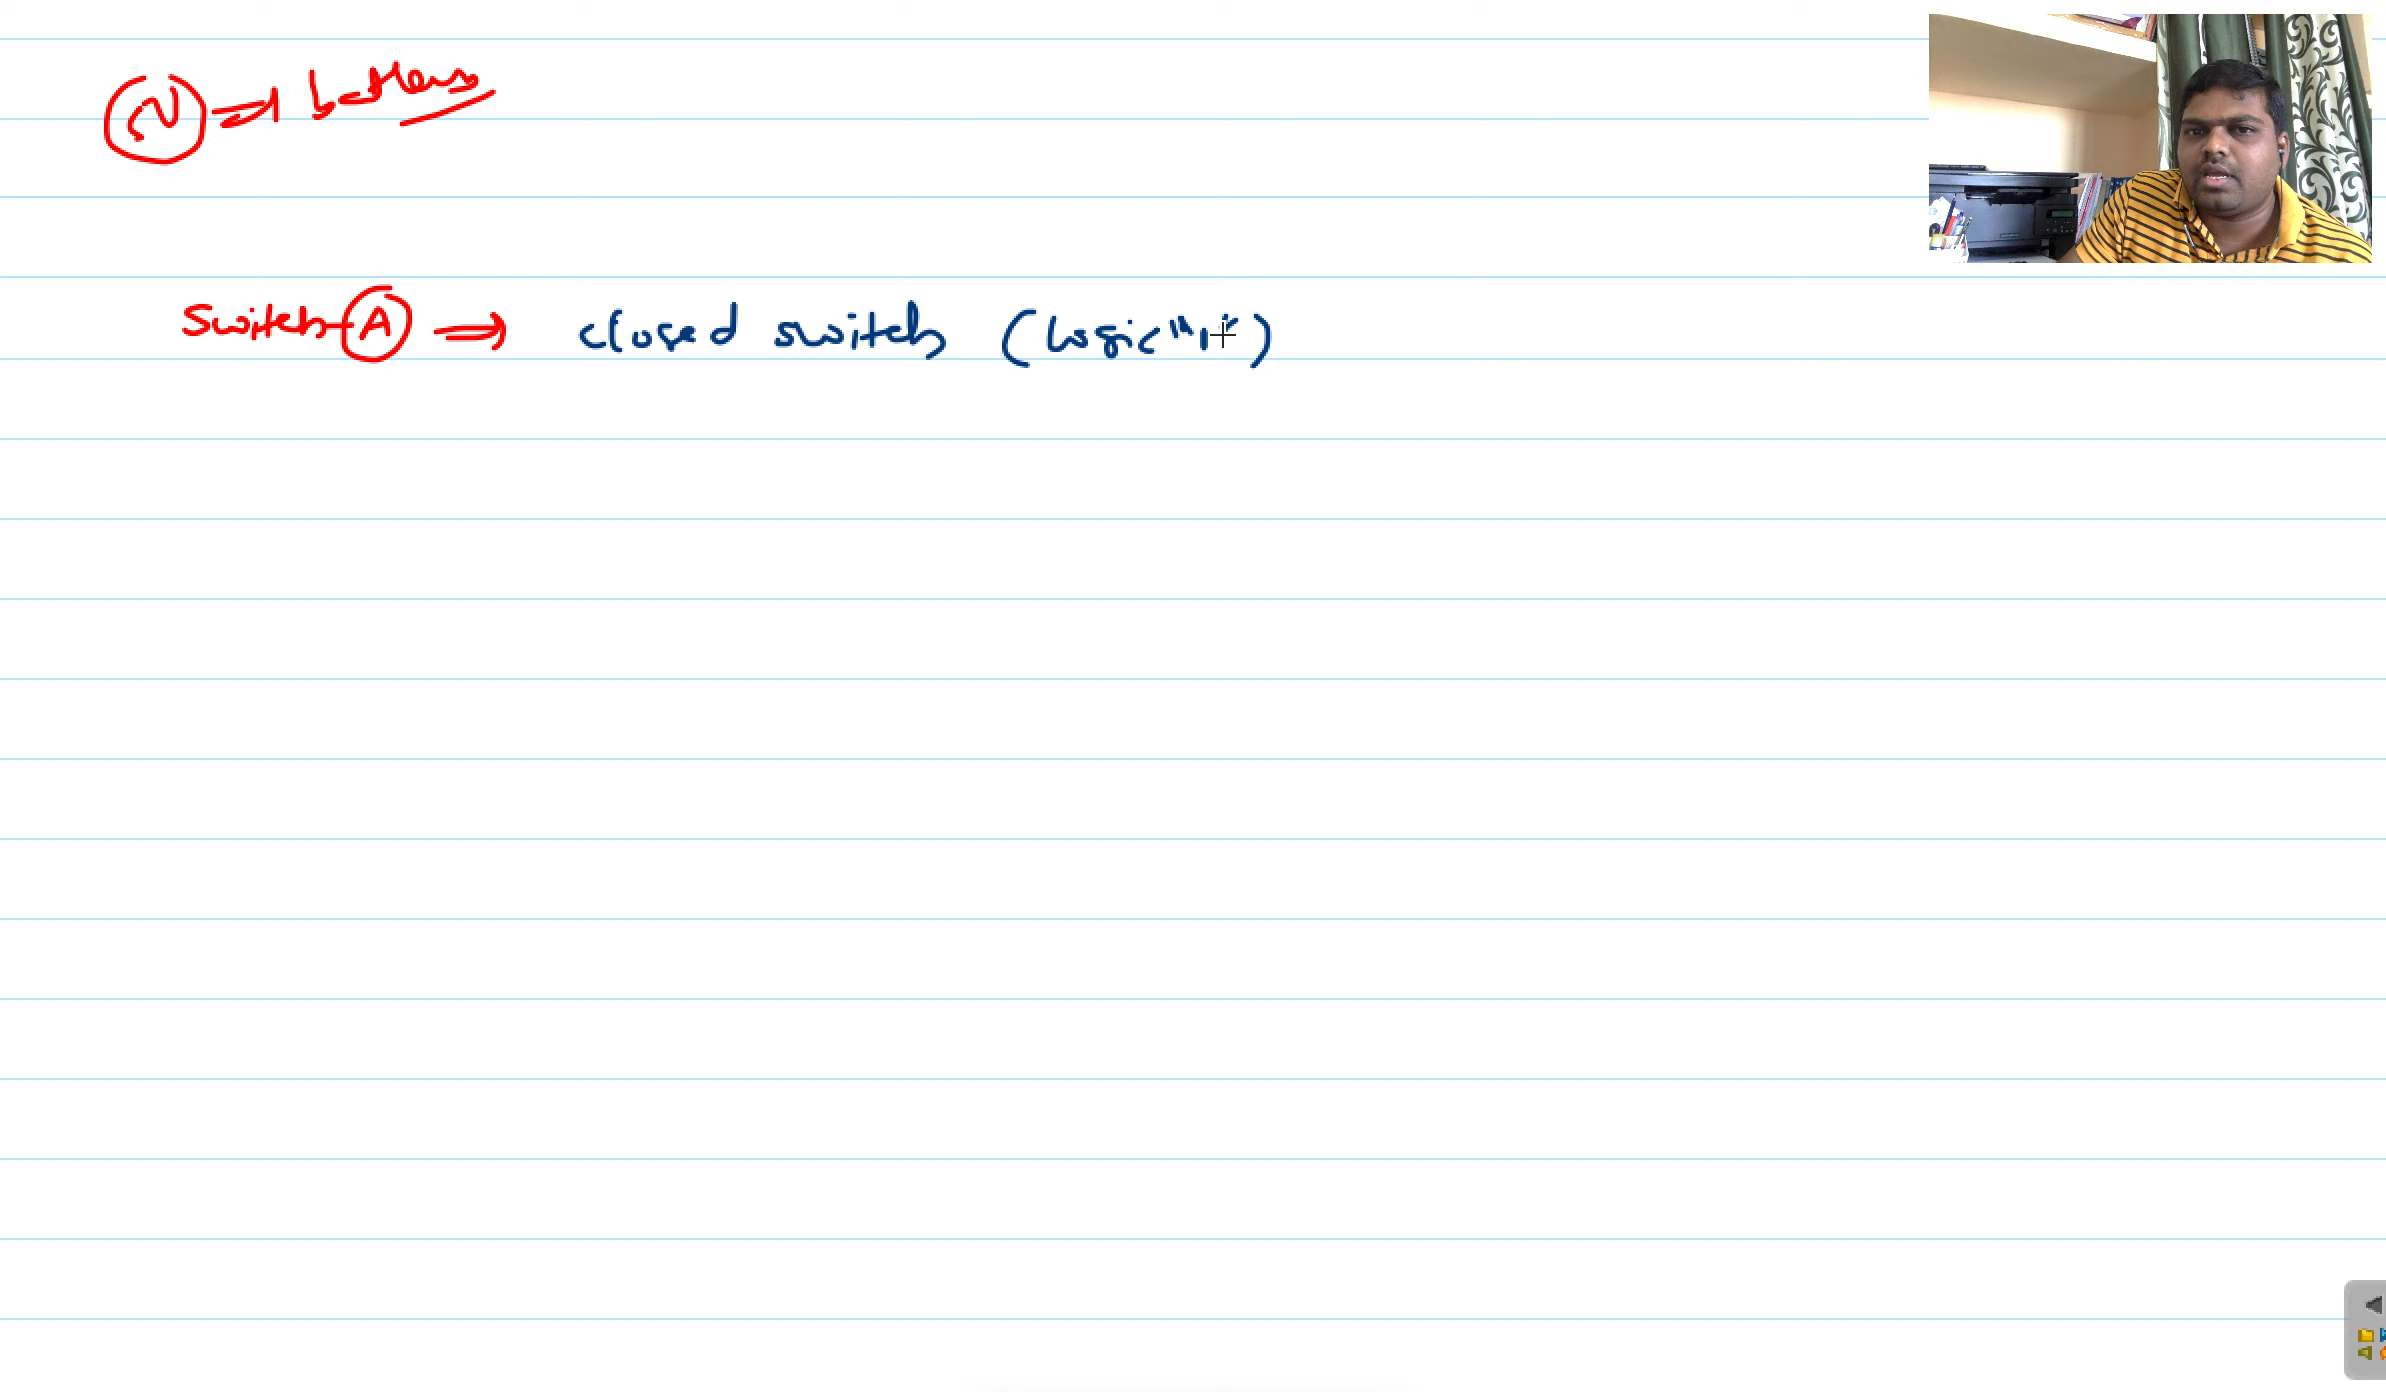 N ⇒ battery
Switch-A ⇒ closed switch (Logic "1")